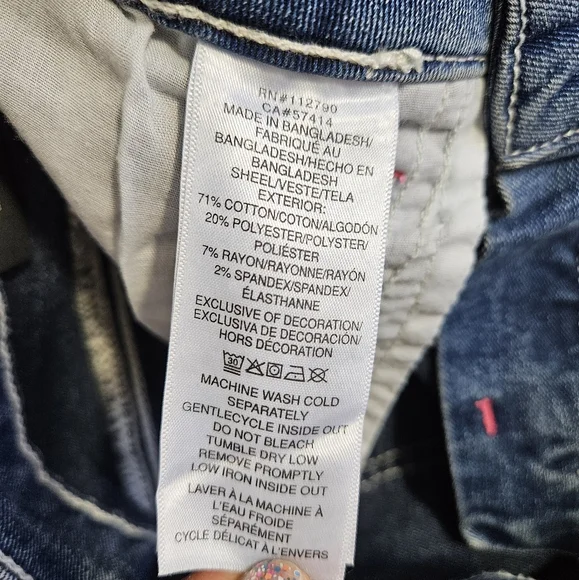 RN#112790
CA#57414
MADE IN BANGLADESH/
FABRIQUÉ AU
BANGLADESH/HECHO EN
BANGLADESH
SHEEL/VESTE/TELA
EXTERIOR:
71% COTTON/COTON/ALGODÓN
20% POLYESTER/POLYSTER/
POLIÉSTER
7% RAYON/RAYONNE/RAYÓN
2% SPANDEX/SPANDEX/
ÉLASTHANNE
EXCLUSIVE OF DECORATION/
EXCLUSIVA DE DECORACIÓN/
HORS DÉCORATION
30
MACHINE WASH COLD
SEPARATELY
GENTLECYCLE INSIDE OUT
DO NOT BLEACH
TUMBLE DRY LOW
REMOVE PROMPTLY
LOW IRON INSIDE OUT
LAVER À LA MACHINE À
L'EAU FROIDE
SÉPARÉMENT
CYCLE DÉLICAT À L'ENVERS